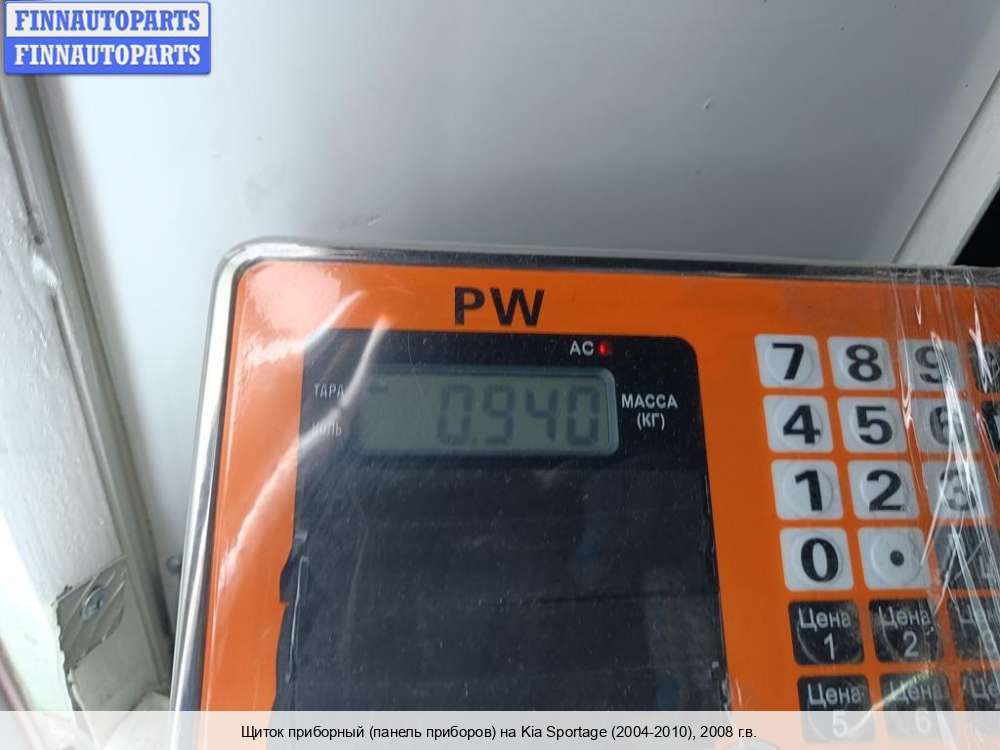 FINNAUTOPARTS
FINNAUTOPARTS
PW
AC
ТАРА
НОЛЬ
0.940
МАССА
(КГ)
7 8 9
4 5 6
1 2 3
0 •
Цена 1 Цена 2 Цена 3
Цена 5 Цена 6
Щиток приборный (панель приборов) на Kia Sportage (2004-2010), 2008 г.в.